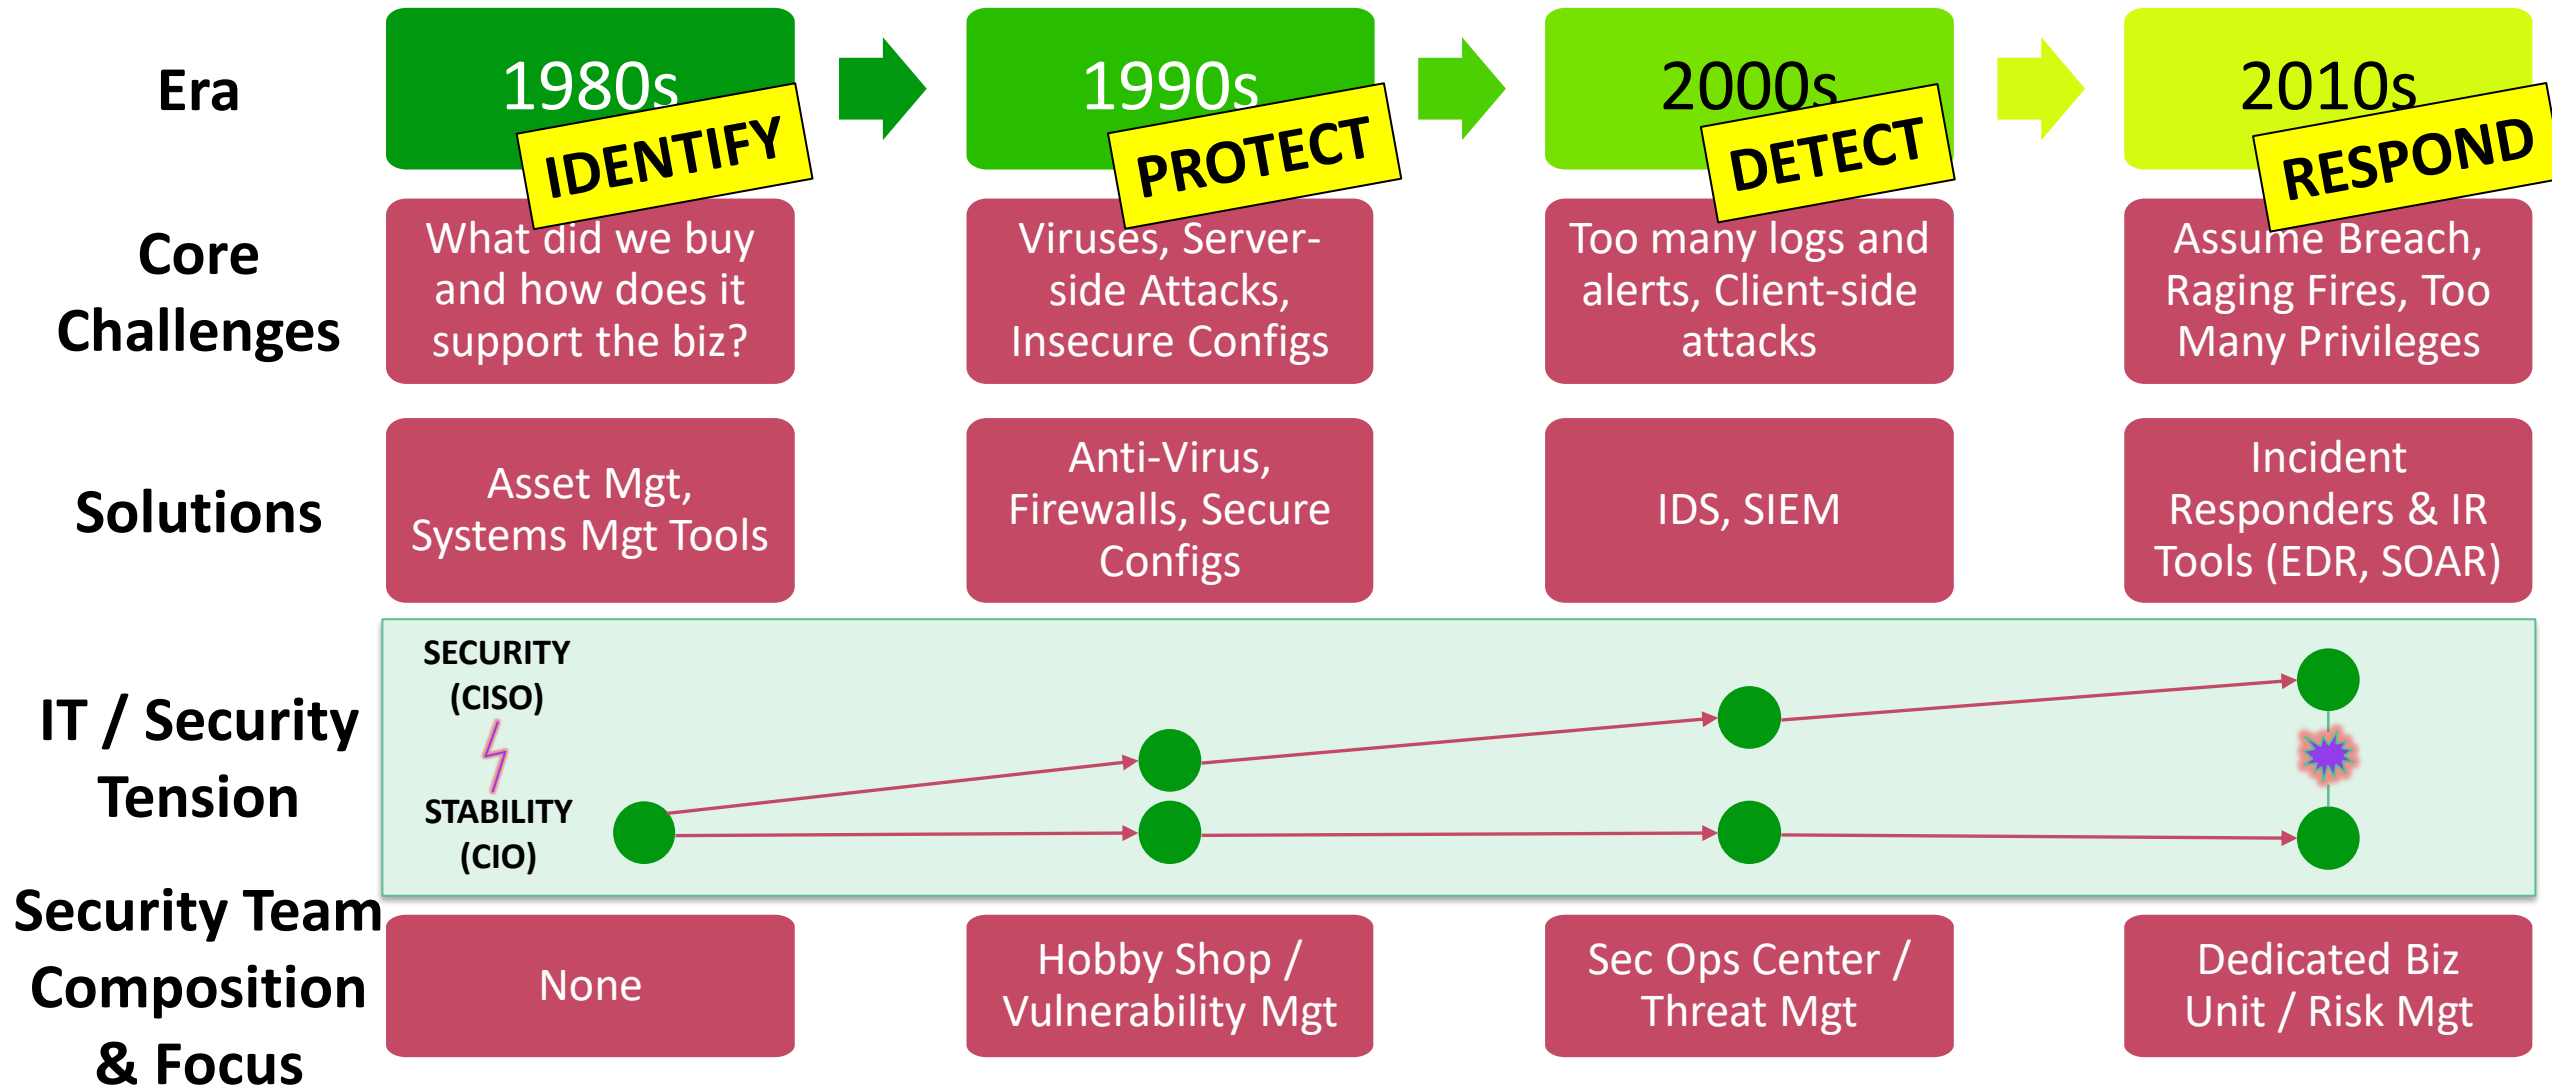 Era
1980s
1990s
2000s
2010s
IDENTIFY
PROTECT
DETECT
RESPOND
Core
Challenges
What did we buy
and how does it
support the biz?
Viruses, Server-
side Attacks,
Insecure Configs
Too many logs and
alerts, Client-side
attacks
Assume Breach,
Raging Fires, Too
Many Privileges
Solutions
Asset Mgt,
Systems Mgt Tools
Anti-Virus,
Firewalls, Secure
Configs
IDS, SIEM
Incident
Responders & IR
Tools (EDR, SOAR)
IT / Security
Tension
SECURITY
(CISO)
STABILITY
(CIO)
Security Team
Composition
& Focus
None
Hobby Shop /
Vulnerability Mgt
Sec Ops Center /
Threat Mgt
Dedicated Biz
Unit / Risk Mgt